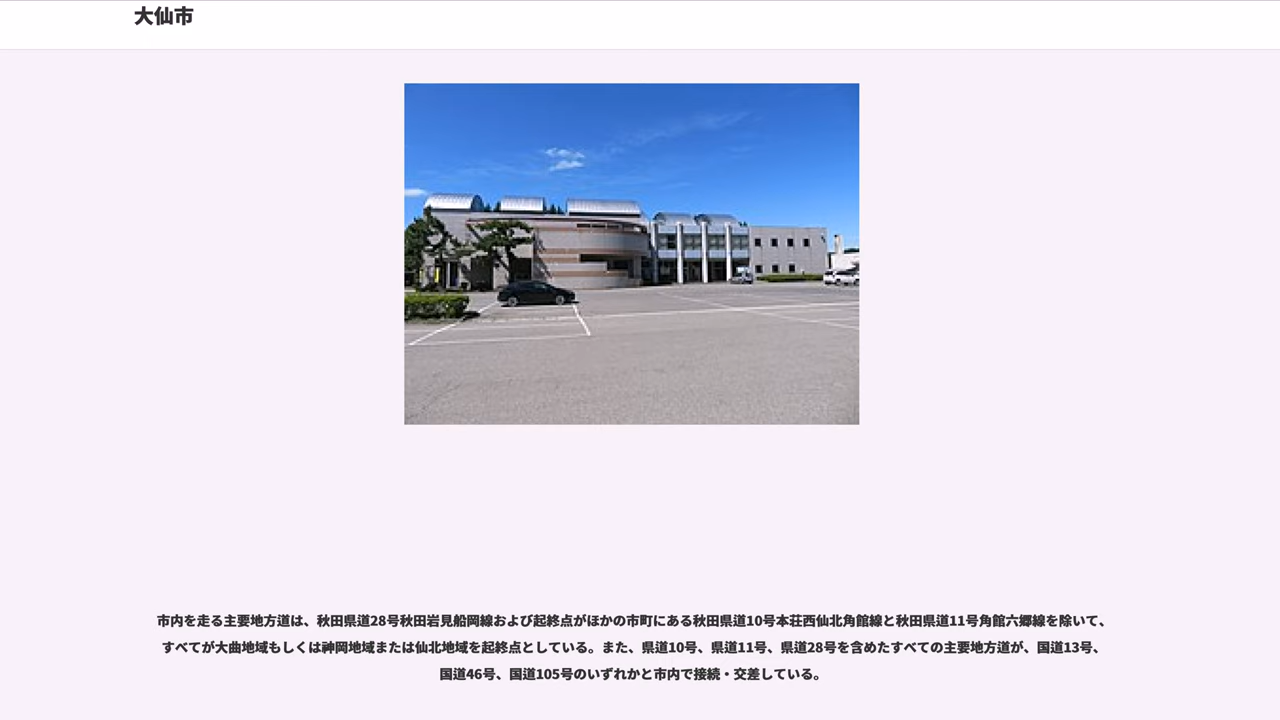 大仙市
市内を走る主要地方道は、秋田県道28号秋田岩見船岡線および起終点がほかの市町にある秋田県道10号本荘西仙北角館線と秋田県道11号角館六郷線を除いて、
すべてが大曲地域もしくは神岡地域または仙北地域を起終点としている。また、県道10号、県道11号、県道28号を含めたすべての主要地方道が、国道13号、
国道46号、国道105号のいずれかと市内で接続・交差している。